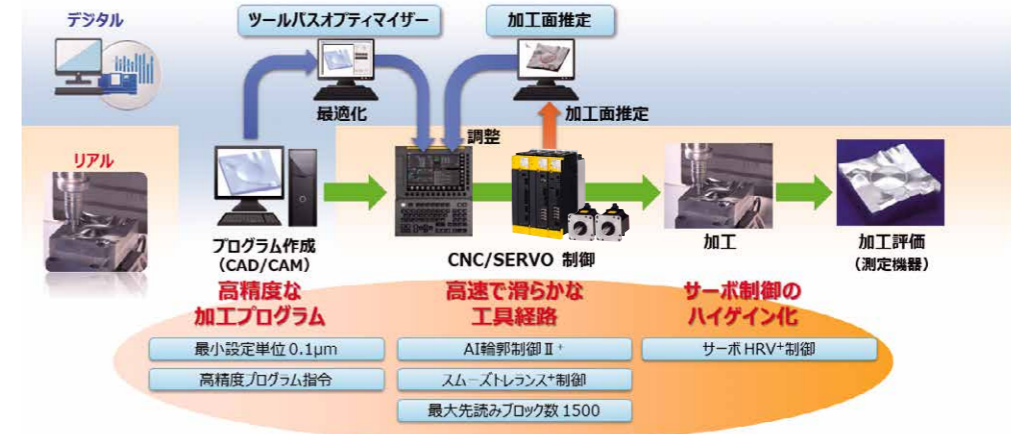 デジタル
ツールパスオプティマイザー
加工面推定
最適化
加工面推定
調整
リアル
プログラム作成
(CAD/CAM)
CNC/SERVO 制御
加工
加工評価
(測定機器)
高精度な
加工プログラム
高速で滑らかな
工具経路
サーボ制御の
ハイゲイン化
最小設定単位 0.1μm
AI輪郭制御Ⅱ⁺
サーボ HRV⁺制御
高精度プログラム指令
スムーズトレランス⁺制御
最大先読みブロック数 1500